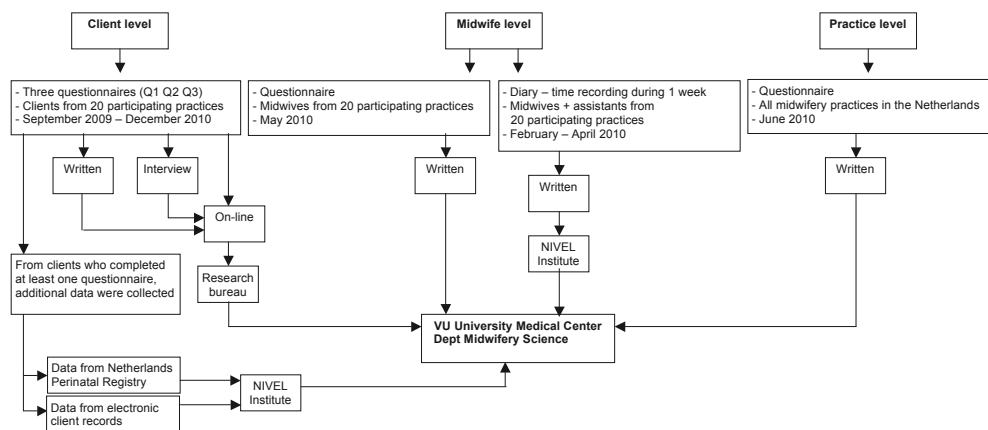 Client level
Midwife level
Practice level
- Three questionnaires (Q1 Q2 Q3)
- Clients from 20 participating practices
- September 2009 – December 2010
- Questionnaire
- Midwives from 20 participating practices
- May 2010
- Diary – time recording during 1 week
- Midwives + assistants from
20 participating practices
- February – April 2010
- Questionnaire
- All midwifery practices in the Netherlands
- June 2010
Written
Interview
On-line
Written
Written
Written
From clients who completed
at least one questionnaire,
additional data were collected
Research
bureau
NIVEL
Institute
VU University Medical Center
Dept Midwifery Science
Data from Netherlands
Perinatal Registry
Data from electronic
client records
NIVEL
Institute